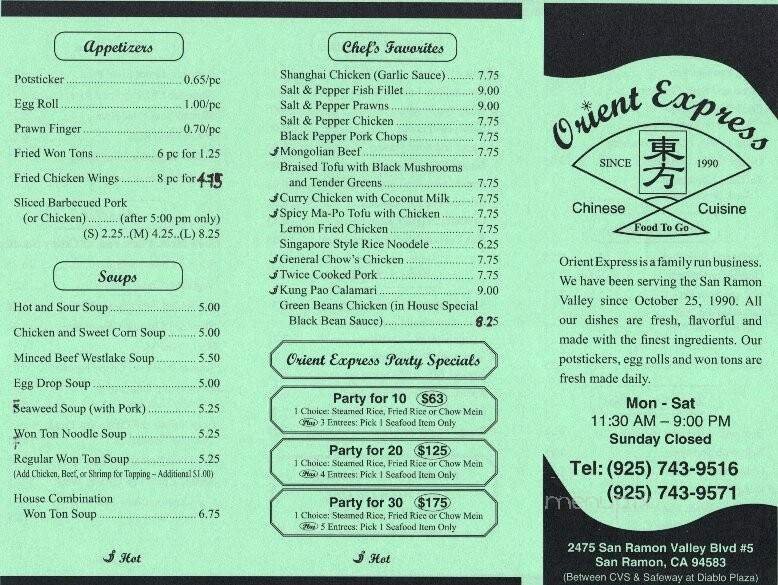 Appetizers
Potsticker 0.65/pc
Egg Roll 1.00/pc
Prawn Finger 0.70/pc
Fried Won Tons 6 pc for 1.25
Fried Chicken Wings 8 pc for
Sliced Barbecued Pork
(or Chicken) (after 5:00 pm only)
(S) 2.25..(M) 4.25..(L) 8.25
Soups
Hot and Sour Soup 5.00
Chicken and Sweet Corn Soup 5.00
Minced Beef Westlake Soup 5.50
Egg Drop Soup 5.00
Seaweed Soup (with Pork) 5.25
Won Ton Noodle Soup 5.25
Regular Won Ton Soup 5.25
(Add Chicken, Beef, or Shrimp for Topping – Additional $1.00)
House Combination
Won Ton Soup 6.75
Hot
Chef's Favorites
Shanghai Chicken (Garlic Sauce) 7.75
Salt & Pepper Fish Fillet 9.00
Salt & Pepper Prawns 9.00
Salt & Pepper Chicken 7.75
Black Pepper Pork Chops 7.75
Mongolian Beef 7.75
Braised Tofu with Black Mushrooms
and Tender Greens 7.75
Curry Chicken with Coconut Milk 7.75
Spicy Ma-Po Tofu with Chicken 7.75
Lemon Fried Chicken 7.75
Singapore Style Rice Noodele 6.25
General Chow's Chicken 7.75
Twice Cooked Pork 7.75
Kung Pao Calamari 9.00
Green Beans Chicken (in House Special
Black Bean Sauce) 8.25
Orient Express Party Specials
Party for 10 $63
1 Choice: Steamed Rice, Fried Rice or Chow Mein
Plus 3 Entrees: Pick 1 Seafood Item Only
Party for 20 $125
1 Choice: Steamed Rice, Fried Rice or Chow Mein
Plus 4 Entrees: Pick 1 Seafood Item Only
Party for 30 $175
1 Choice: Steamed Rice, Fried Rice or Chow Mein
Plus 5 Entrees: Pick 1 Seafood Item Only
Hot
Orient Express
SINCE 東方 1990
Chinese Cuisine
Food To Go
Orient Express is a family run business.
We have been serving the San Ramon
Valley since October 25, 1990. All
our dishes are fresh, flavorful and
made with the finest ingredients. Our
potstickers, egg rolls and won tons are
fresh made daily.
Mon - Sat
11:30 AM – 9:00 PM
Sunday Closed
Tel: (925) 743-9516
(925) 743-9571
2475 San Ramon Valley Blvd #5
San Ramon, CA 94583
(Between CVS & Safeway at Diablo Plaza)